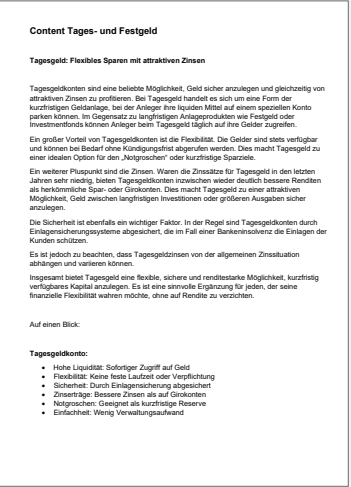 Content Tages- und Festgeld
Tagesgeld: Flexibles Sparen mit attraktiven Zinsen
Tagesgeldkonten sind eine beliebte Möglichkeit, Geld sicher anzulegen und gleichzeitig von
attraktiven Zinsen zu profitieren. Bei Tagesgeld handelt es sich um eine Form der
kurzfristigen Geldanlage, bei der Anleger ihre liquiden Mittel auf einem speziellen Konto
parken können. Im Gegensatz zu langfristigen Anlageprodukten wie Festgeld oder
Investmentfonds können Anleger beim Tagesgeld täglich auf ihre Gelder zugreifen.
Ein großer Vorteil von Tagesgeldkonten ist die Flexibilität. Die Gelder sind stets verfügbar
und können bei Bedarf ohne Kündigungsfrist abgerufen werden. Dies macht Tagesgeld zu
einer idealen Option für den „Notgroschen“ oder kurzfristige Sparziele.
Ein weiterer Pluspunkt sind die Zinsen. Waren die Zinssätze für Tagesgeld in den letzten
Jahren sehr niedrig, bieten Tagesgeldkonten inzwischen wieder deutlich bessere Renditen
als herkömmliche Spar- oder Girokonten. Dies macht Tagesgeld zu einer attraktiven
Möglichkeit, Geld zwischen langfristigen Investitionen oder größeren Ausgaben sicher
anzulegen.
Die Sicherheit ist ebenfalls ein wichtiger Faktor. In der Regel sind Tagesgeldkonten durch
Einlagensicherungssysteme abgesichert, die im Fall einer Bankeninsolvenz die Einlagen der
Kunden schützen.
Es ist jedoch zu beachten, dass Tagesgeldzinsen von der allgemeinen Zinssituation
abhängen und variieren können.
Insgesamt bietet Tagesgeld eine flexible, sichere und renditestarke Möglichkeit, kurzfristig
verfügbares Kapital anzulegen. Es ist eine sinnvolle Ergänzung für jeden, der seine
finanzielle Flexibilität wahren möchte, ohne auf Rendite zu verzichten.
Auf einen Blick:
Tagesgeldkonto:
• Hohe Liquidität: Sofortiger Zugriff auf Geld
• Flexibilität: Keine feste Laufzeit oder Verpflichtung
• Sicherheit: Durch Einlagensicherung abgesichert
• Zinserträge: Bessere Zinsen als auf Girokonten
• Notgroschen: Geeignet als kurzfristige Reserve
• Einfachheit: Wenig Verwaltungsaufwand